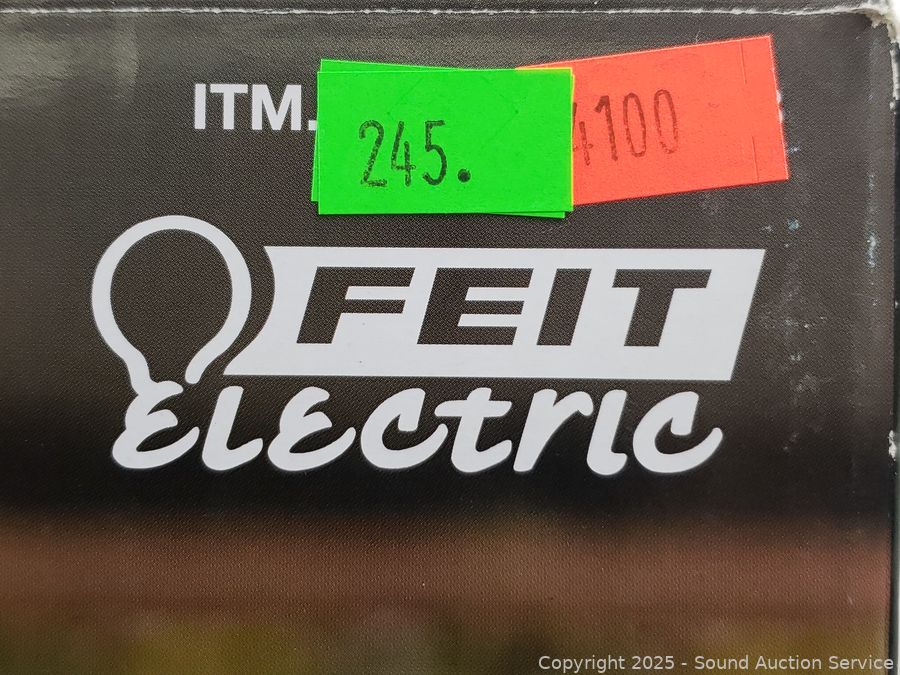 ITM.
245.
4100
FEIT
Electric
Copyright 2025 - Sound Auction Service